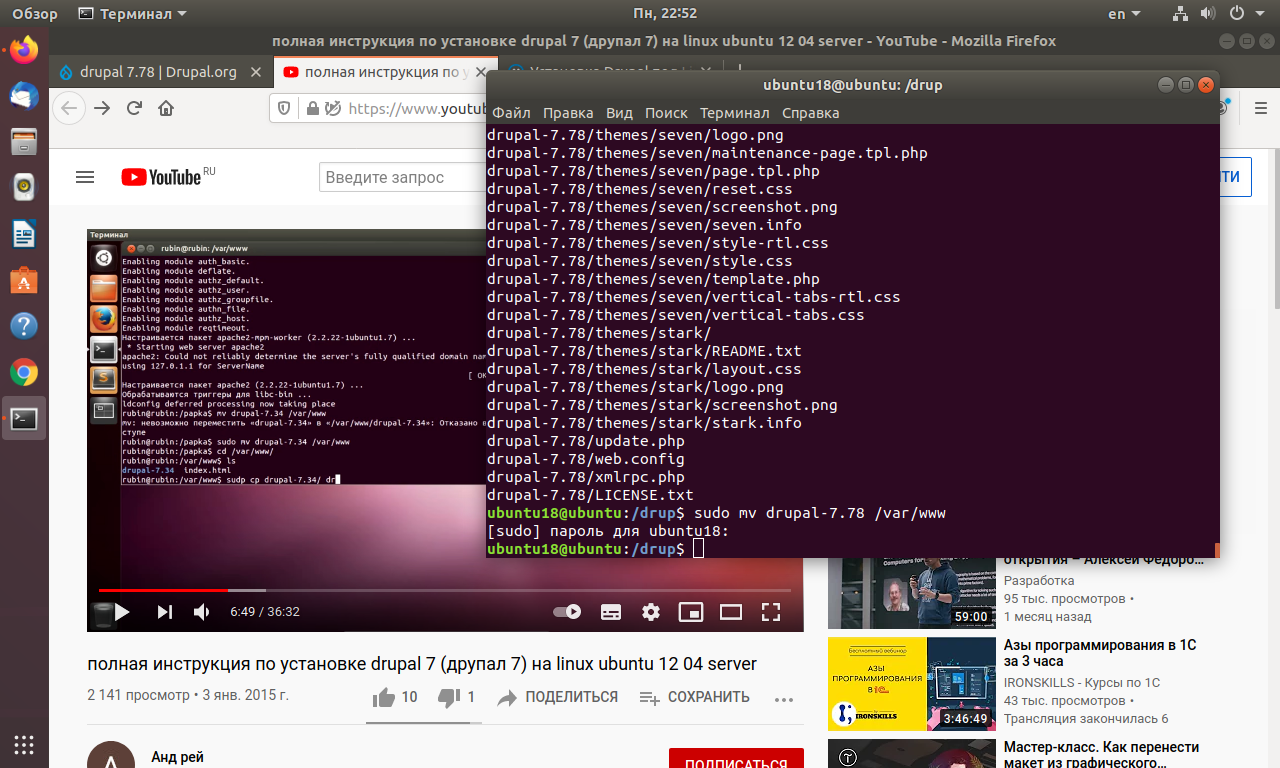 Обзор
Терминал
Пн, 22:52
en
полная инструкция по установке drupal 7 (друпал 7) на linux ubuntu 12 04 server - YouTube - Mozilla Firefox
drupal 7.78 | Drupal.org
полная инструкция по у
https://www.youtub
YouTube RU
Введите запрос
Терминал
rubin@rubin: /var/www
Enabling module auth_basic.
Enabling module deflate.
Enabling module authz_default.
Enabling module authz_user.
Enabling module authz_groupfile.
Enabling module authn_file.
Enabling module authz_host.
Enabling module reqtimeout.
Настраивается пакет apache2-mpm-worker (2.2.22-1ubuntu1.7) ...
* Starting web server apache2
apache2: Could not reliably determine the server's fully qualified domain nam
using 127.0.1.1 for ServerName
[ OK
Настраивается пакет apache2 (2.2.22-1ubuntu1.7) ...
Обрабатываются триггеры для libc-bin ...
ldconfig deferred processing now taking place
rubin@rubin:/papka$ mv drupal-7.34 /var/www
mv: невозможно переместить «drupal-7.34» в «/var/www/drupal-7.34»: Отказано в
ступе
rubin@rubin:/papka$ sudo mv drupal-7.34 /var/www
rubin@rubin:/papka$ cd /var/www/
rubin@rubin:/var/www$ ls
drupal-7.34  index.html
rubin@rubin:/var/www$ sudp cp drupal-7.34/ dr
6:49 / 36:32
полная инструкция по установке drupal 7 (друпал 7) на linux ubuntu 12 04 server
2 141 просмотр • 3 янв. 2015 г.
10
1
ПОДЕЛИТЬСЯ
СОХРАНИТЬ
Анд рей
ПОДПИСАТЬСЯ
ubuntu18@ubuntu: /drup
Файл Правка Вид Поиск Терминал Справка
drupal-7.78/themes/seven/logo.png
drupal-7.78/themes/seven/maintenance-page.tpl.php
drupal-7.78/themes/seven/page.tpl.php
drupal-7.78/themes/seven/reset.css
drupal-7.78/themes/seven/screenshot.png
drupal-7.78/themes/seven/seven.info
drupal-7.78/themes/seven/style-rtl.css
drupal-7.78/themes/seven/style.css
drupal-7.78/themes/seven/template.php
drupal-7.78/themes/seven/vertical-tabs-rtl.css
drupal-7.78/themes/seven/vertical-tabs.css
drupal-7.78/themes/stark/
drupal-7.78/themes/stark/README.txt
drupal-7.78/themes/stark/layout.css
drupal-7.78/themes/stark/logo.png
drupal-7.78/themes/stark/screenshot.png
drupal-7.78/themes/stark/stark.info
drupal-7.78/update.php
drupal-7.78/web.config
drupal-7.78/xmlrpc.php
drupal-7.78/LICENSE.txt
ubuntu18@ubuntu:/drup$ sudo mv drupal-7.78 /var/www
[sudo] пароль для ubuntu18:
ubuntu18@ubuntu:/drup$
открытия – Алексей Федоро...
Разработка
95 тыс. просмотров •
1 месяц назад
59:00
Азы программирования в 1С
за 3 часа
IRONSKILLS - Курсы по 1С
43 тыс. просмотров •
Трансляция закончилась 6
Бесплатный вебинар
АЗЫ
ПРОГРАММИРОВАНИЯ
В 1С
IRONSKILLS
3:46:49
Мастер-класс. Как перенести
макет из графического...